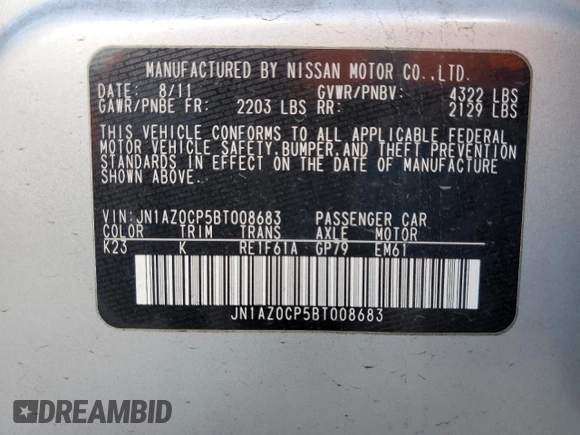 MANUFACTURED BY NISSAN MOTOR CO.,LTD.
DATE: 8/11 GVWR/PNBV: 4322 LBS
GAWR/PNBE FR: 2203 LBS RR: 2129 LBS
THIS VEHICLE CONFORMS TO ALL APPLICABLE FEDERAL
MOTOR VEHICLE SAFETY,BUMPER,AND THEFT PREVENTION
STANDARDS IN EFFECT ON THE DATE OF MANUFACTURE
SHOWN ABOVE.
VIN:JN1AZ0CP5BT008683 PASSENGER CAR
COLOR TRIM TRANS AXLE MOTOR
K23 K RE1F61A GP79 EM61
JN1AZ0CP5BT008683
DREAMBID